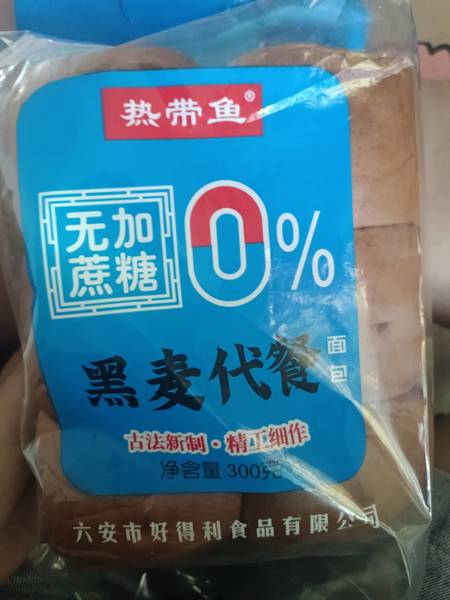 热带鱼®
无加
蔗糖
0%
黑麦代餐
面包
古法新制·精工细作
净含量:300克
六安市好得利食品有限公司